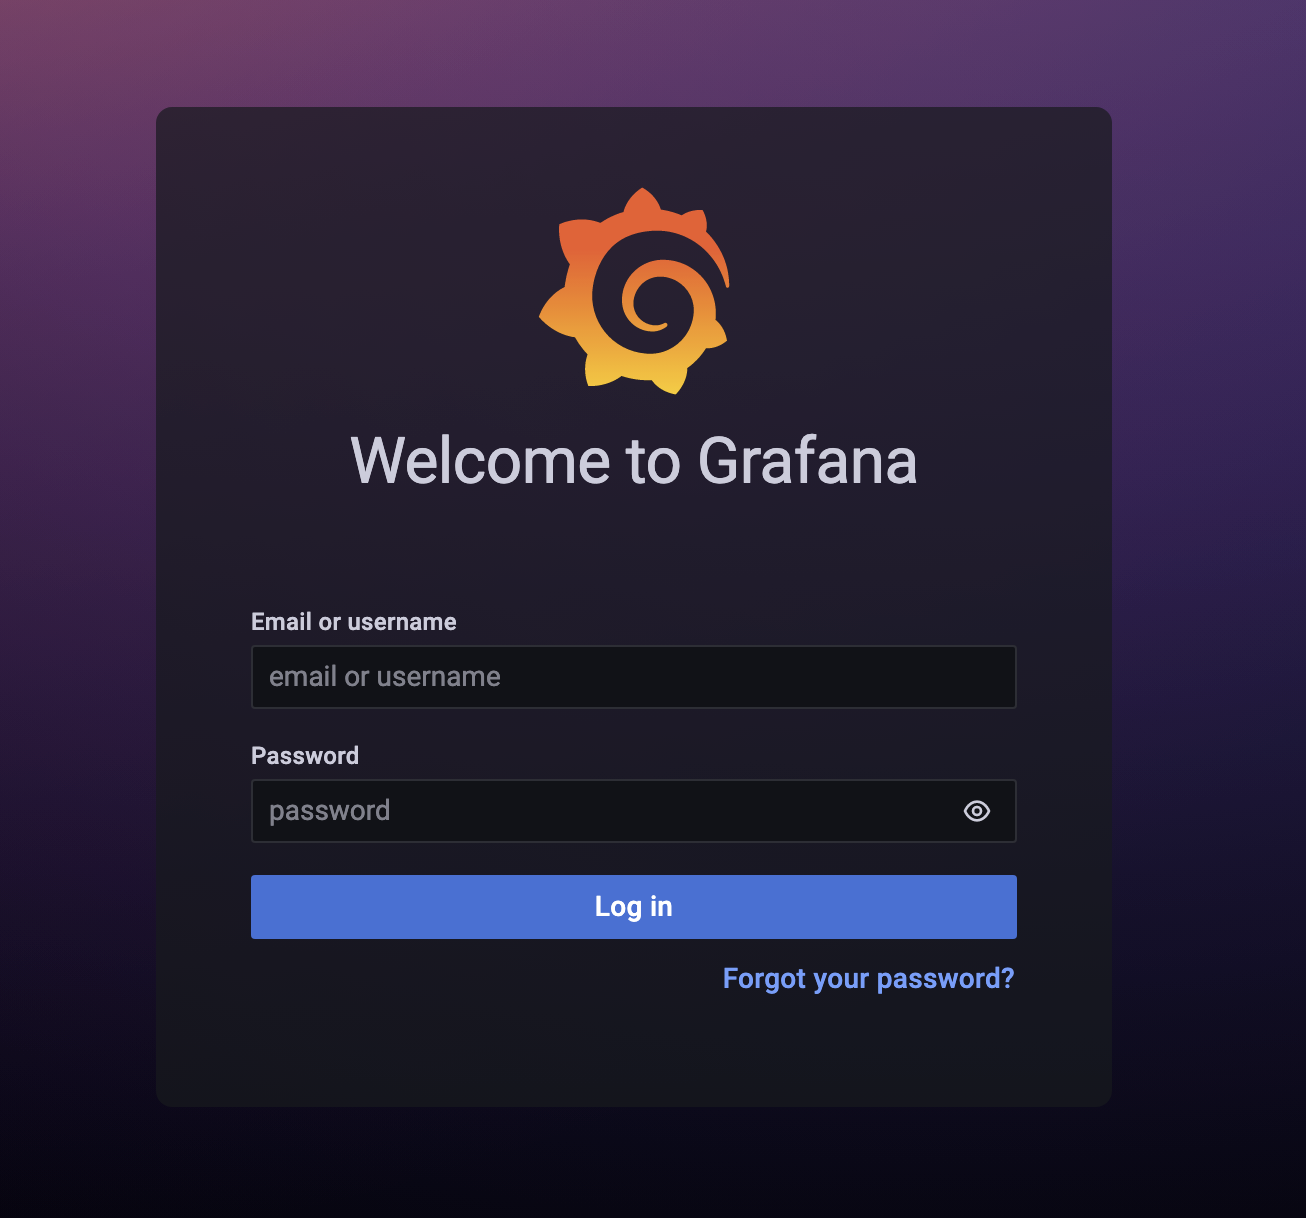 Welcome to Grafana
Email or username
email or username
Password
password
Log in
Forgot your password?